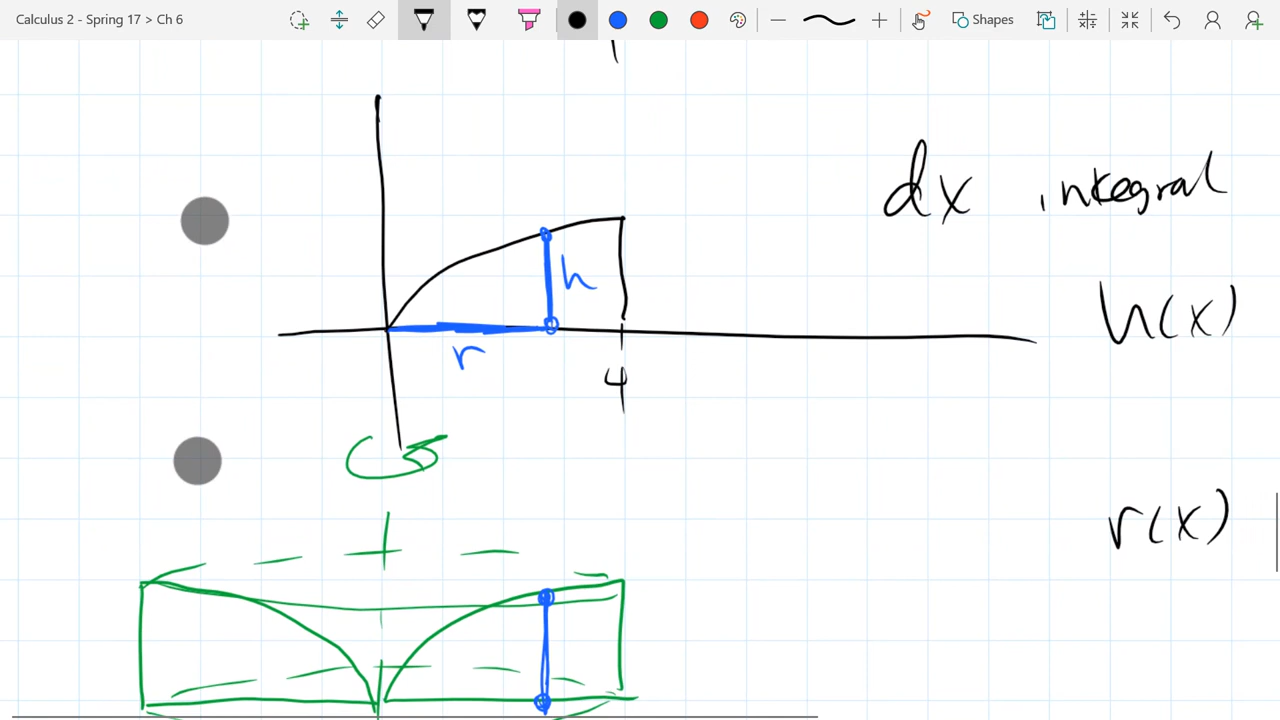 Calculus 2 - Spring 17 > Ch 6
Shapes
dx integral
h
h(x)
r
4
r(x)